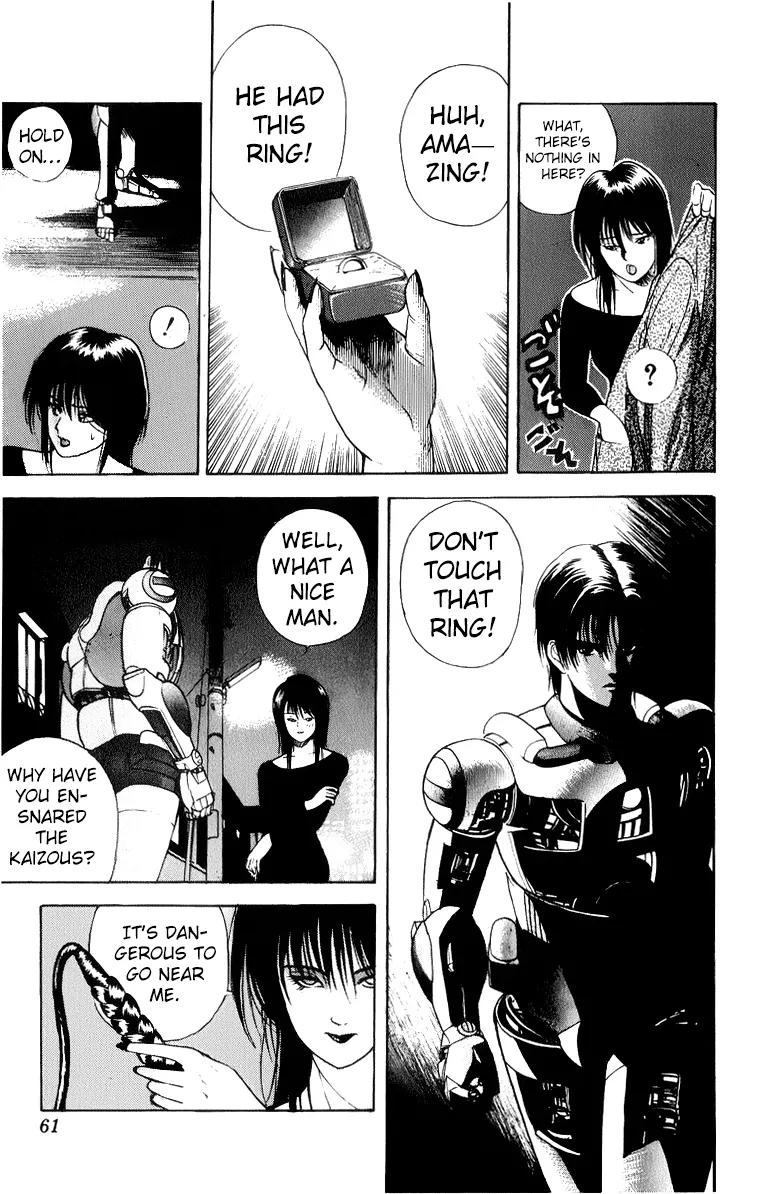 WHAT,
THERE'S
NOTHING IN
HERE?
?
HUH,
AMA—
ZING!
HE HAD
THIS
RING!
HOLD
ON...
!
DON'T
TOUCH
THAT
RING!
WELL,
WHAT A
NICE
MAN.
WHY HAVE
YOU EN-
SNARED
THE
KAIZOUS?
IT'S DAN-
GEROUS TO
GO NEAR
ME.
61